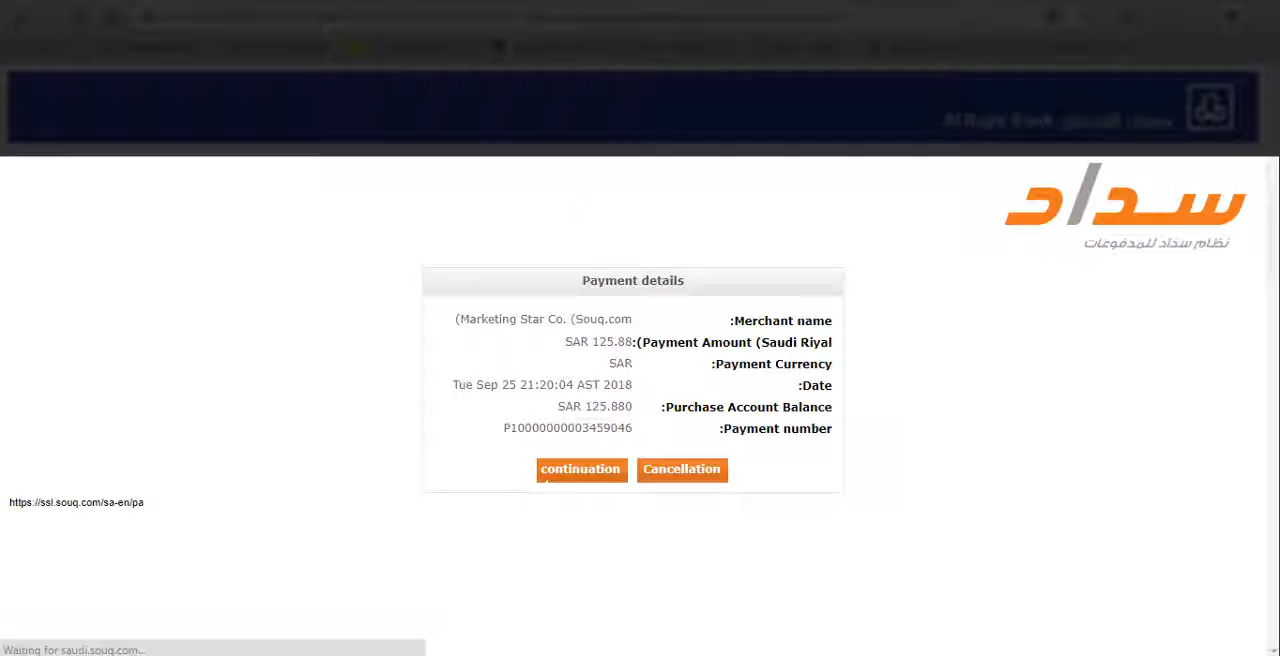 سداد
نظام سداد للمدفوعات
Payment details
(Marketing Star Co. (Souq.com :Merchant name
SAR 125.88 :(Payment Amount (Saudi Riyal
SAR :Payment Currency
Tue Sep 25 21:20:04 AST 2018 :Date
SAR 125.880 :Purchase Account Balance
P10000000003459046 :Payment number
continuation Cancellation
https://ssl.souq.com/sa-en/pa
Waiting for saudi.souq.com...